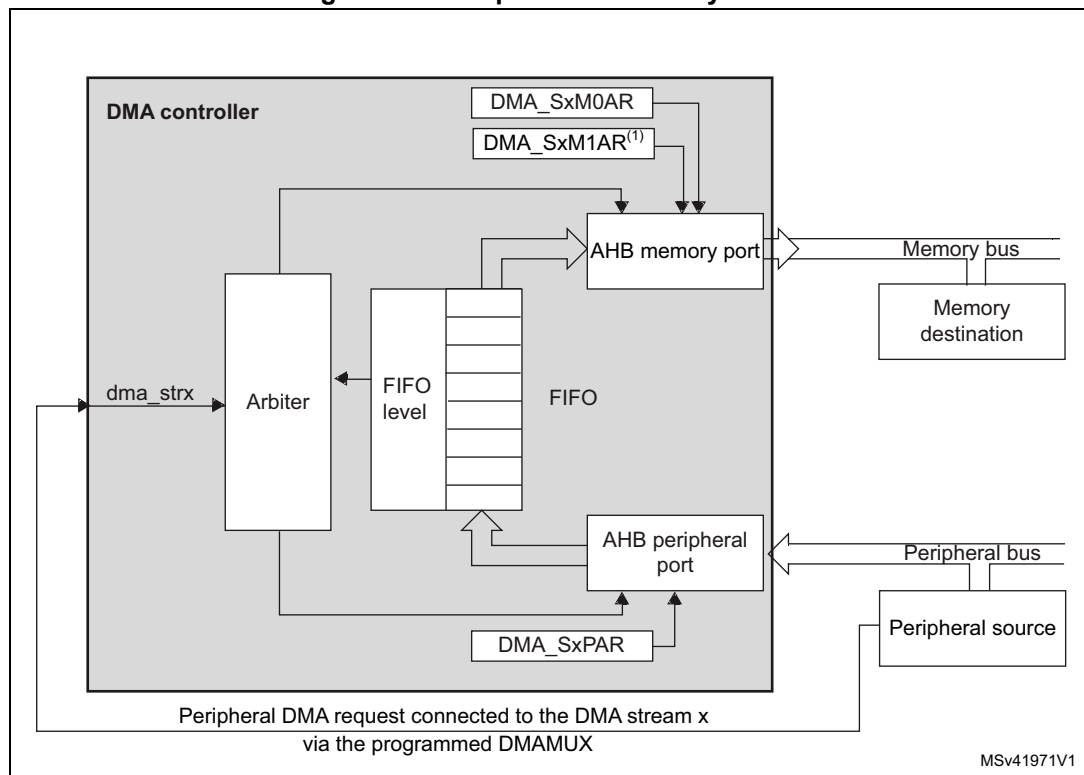 DMA controller
DMA_SxM0AR
DMA_SxM1AR(1)
AHB memory port
Memory bus
Memory
destination
dma_strx
Arbiter
FIFO
level
FIFO
AHB peripheral
port
Peripheral bus
DMA_SxPAR
Peripheral source
Peripheral DMA request connected to the DMA stream x
via the programmed DMAMUX
MSv41971V1